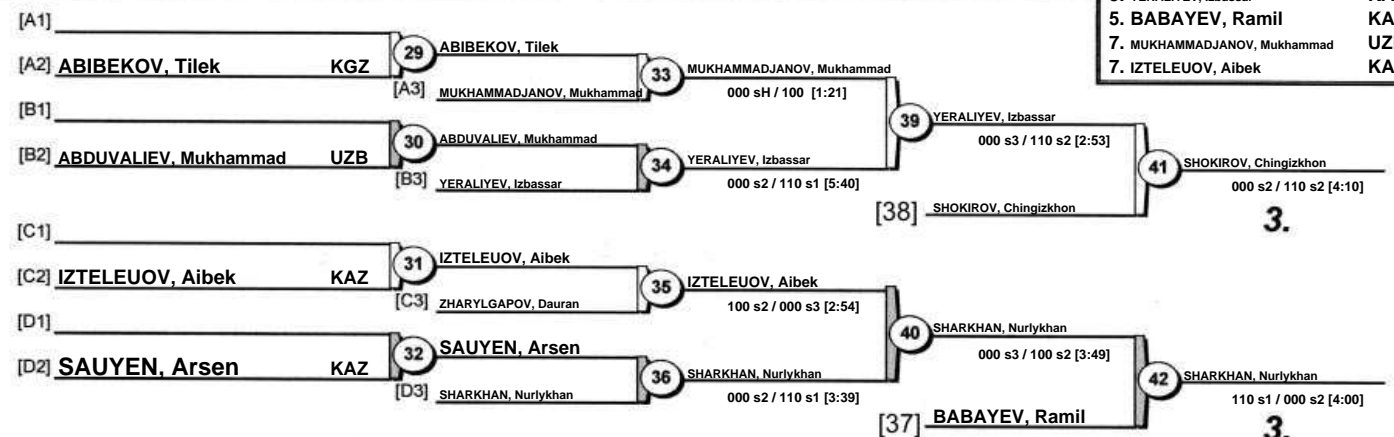 5. BABAYEV, Ramil KA
7. MUKHAMMADJANOV, Mukhammad UZ
7. IZTELEUOV, Aibek KA
[A1]
[A2] ABIBEKOV, Tilek KGZ
29
ABIBEKOV, Tilek
[A3] MUKHAMMADJANOV, Mukhammad
33
MUKHAMMADJANOV, Mukhammad
000 sH / 100 [1:21]
[B1]
[B2] ABDUVALIEV, Mukhammad UZB
30
ABDUVALIEV, Mukhammad
[B3] YERALIYEV, Izbassar
34
YERALIYEV, Izbassar
000 s2 / 110 s1 [5:40]
39
YERALIYEV, Izbassar
000 s3 / 110 s2 [2:53]
[38] SHOKIROV, Chingizkhon
41
SHOKIROV, Chingizkhon
000 s2 / 110 s2 [4:10]
3.
[C1]
[C2] IZTELEUOV, Aibek KAZ
31
IZTELEUOV, Aibek
[C3] ZHARYLGAPOV, Dauran
35
IZTELEUOV, Aibek
100 s2 / 000 s3 [2:54]
[D1]
[D2] SAUYEN, Arsen KAZ
32
SAUYEN, Arsen
[D3] SHARKHAN, Nurlykhan
36
SHARKHAN, Nurlykhan
000 s2 / 110 s1 [3:39]
40
SHARKHAN, Nurlykhan
000 s3 / 100 s2 [3:49]
[37] BABAYEV, Ramil
42
SHARKHAN, Nurlykhan
110 s1 / 000 s2 [4:00]
3.